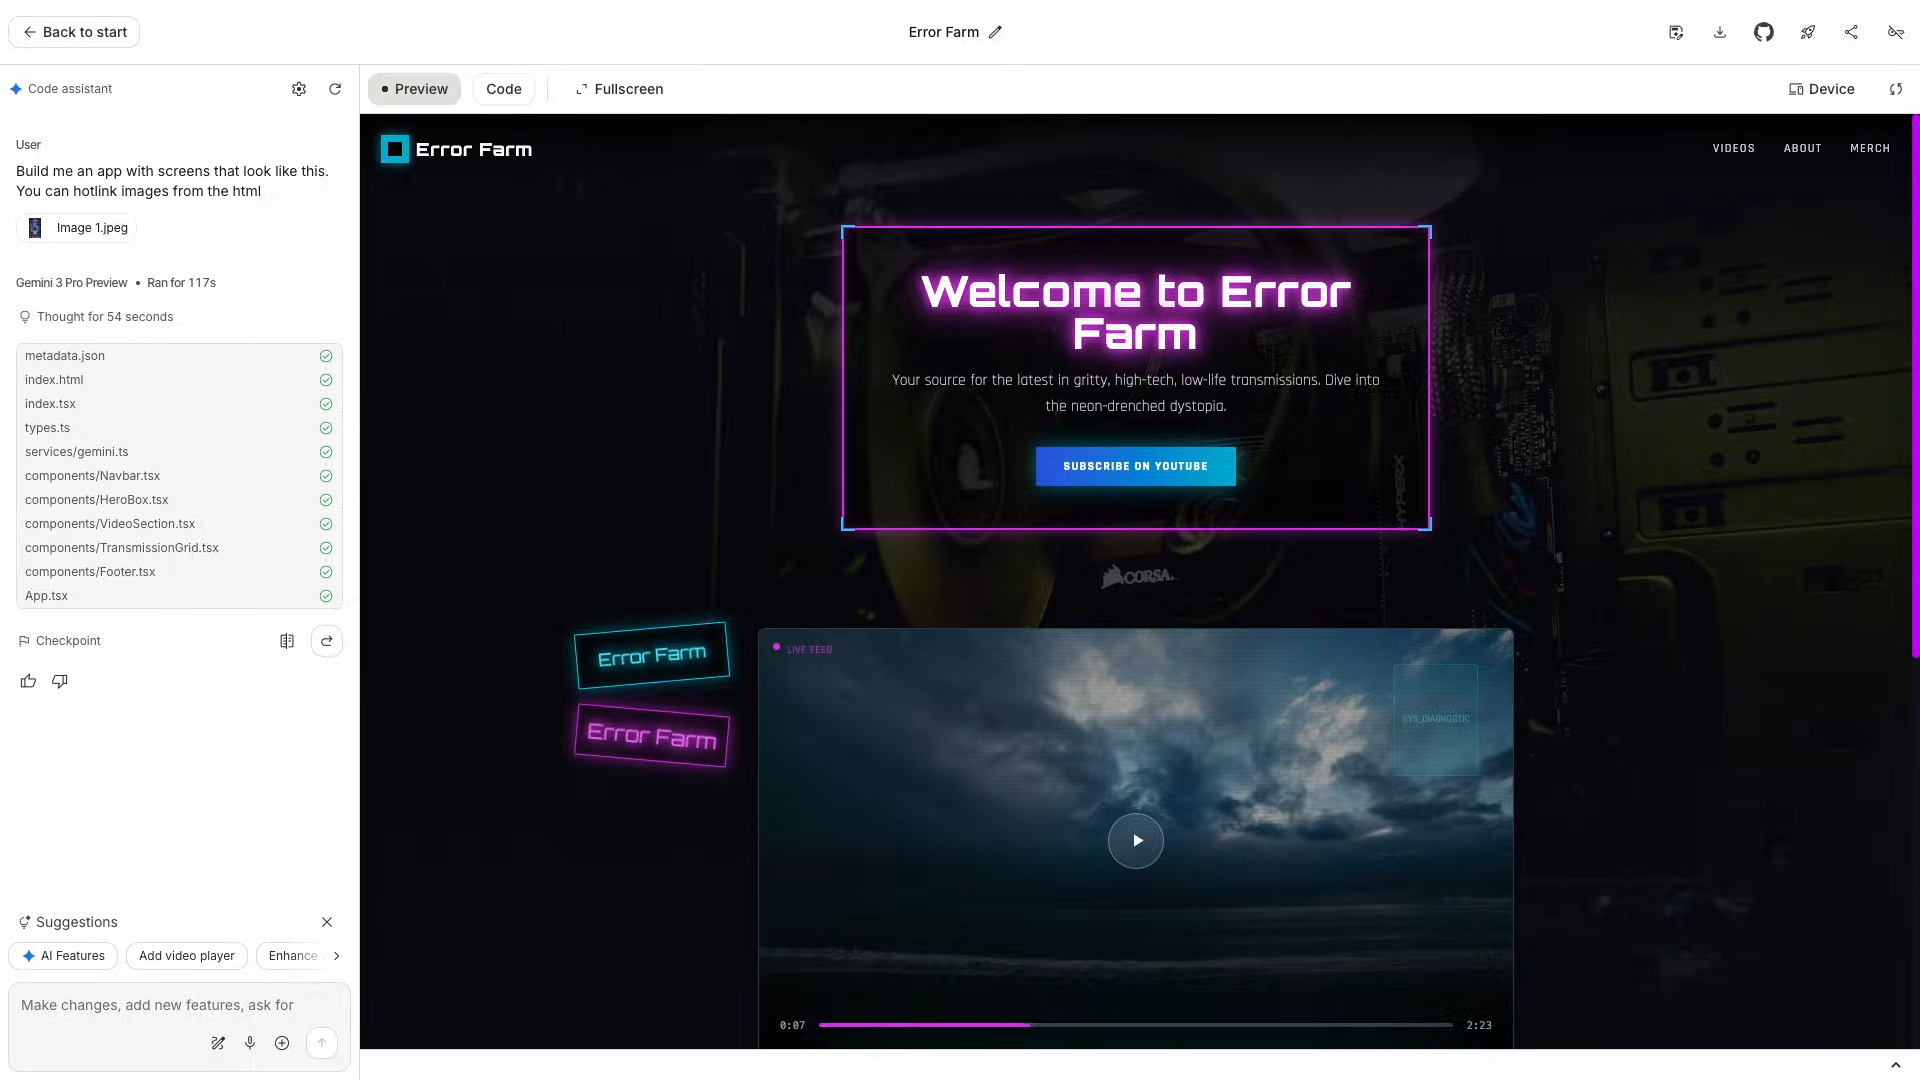 Back to start
Error Farm
Code assistant
Preview
Code
Fullscreen
Device
User
Build me an app with screens that look like this.
You can hotlink images from the html
Image 1.jpeg
Gemini 3 Pro Preview • Ran for 117s
Thought for 54 seconds
metadata.json
index.html
index.tsx
types.ts
services/gemini.ts
components/Navbar.tsx
components/HeroBox.tsx
components/VideoSection.tsx
components/TransmissionGrid.tsx
components/Footer.tsx
App.tsx
Checkpoint
Suggestions
AI Features
Add video player
Enhance
Make changes, add new features, ask for
Error Farm
VIDEOS
ABOUT
MERCH
Welcome to Error
Farm
Your source for the latest in gritty, high-tech, low-life transmissions. Dive into
the neon-drenched dystopia.
SUBSCRIBE ON YOUTUBE
HYPERX
CORSA
Error Farm
Error Farm
LIVE FEED
SYS_DIAGNOSTIC
0:07
2:23